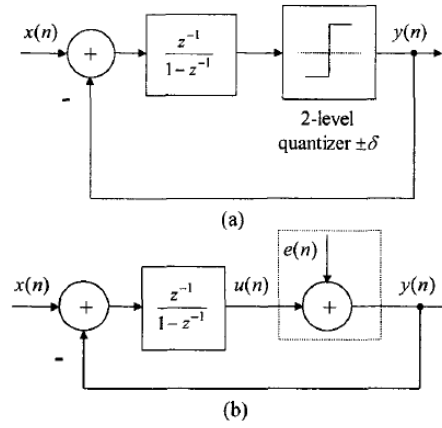 x(n)
+
-
z⁻¹
1 − z⁻¹
y(n)
2-level
quantizer ±δ
(a)
x(n)
+
-
z⁻¹
1 − z⁻¹
u(n)
e(n)
+
y(n)
(b)